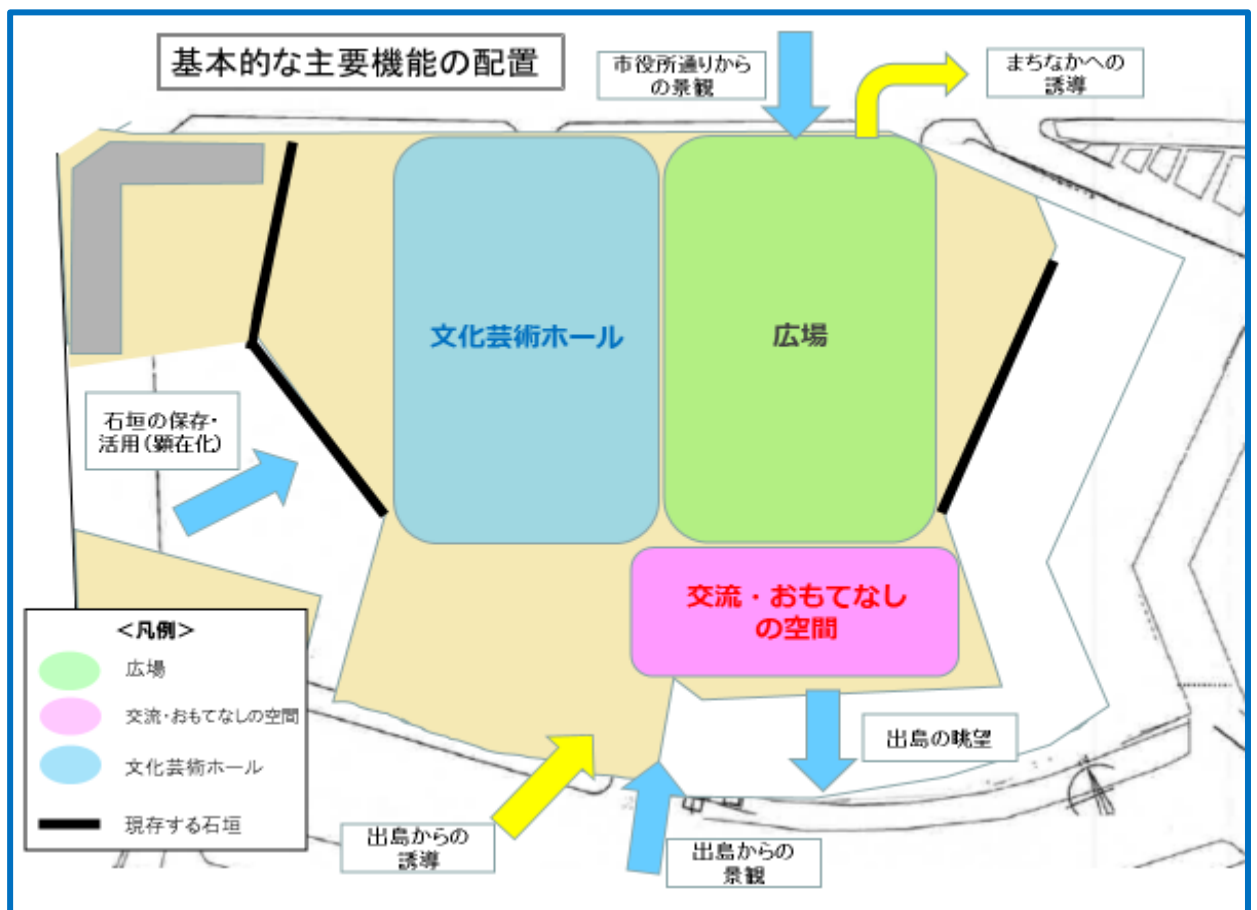 基本的な主要機能の配置
市役所通りから
の景観
まちなかへの
誘導
文化芸術ホール
広場
石垣の保存・
活用(顕在化)
交流・おもてなし
の空間
<凡例>
広場
交流・おもてなしの空間
文化芸術ホール
現存する石垣
出島の眺望
出島からの
誘導
出島からの
景観